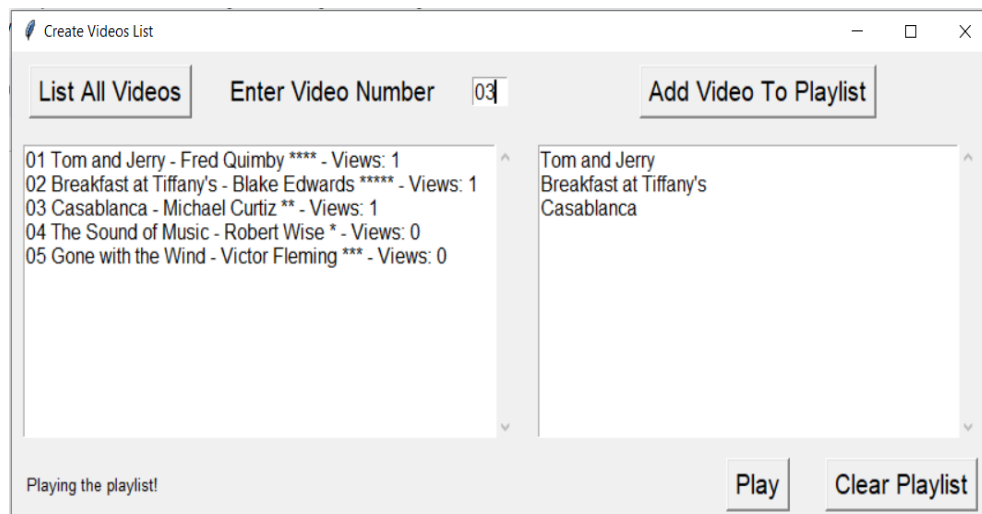 Create Videos List
List All Videos Enter Video Number 03 Add Video To Playlist
01 Tom and Jerry - Fred Quimby **** - Views: 1
02 Breakfast at Tiffany's - Blake Edwards ***** - Views: 1
03 Casablanca - Michael Curtiz ** - Views: 1
04 The Sound of Music - Robert Wise * - Views: 0
05 Gone with the Wind - Victor Fleming *** - Views: 0
Tom and Jerry
Breakfast at Tiffany's
Casablanca
Playing the playlist! Play Clear Playlist